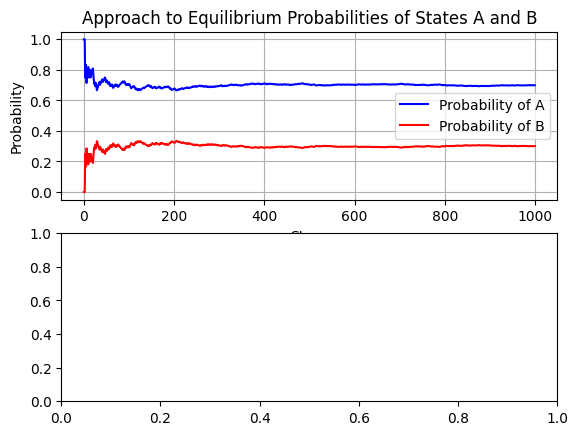 Approach to Equilibrium Probabilities of States A and B
1.0
0.8
0.6
0.4
0.2
0.0
Probability
Probability of A
Probability of B
0 200 400 600 800 1000
1.0
0.8
0.6
0.4
0.2
0.0
0.0 0.2 0.4 0.6 0.8 1.0